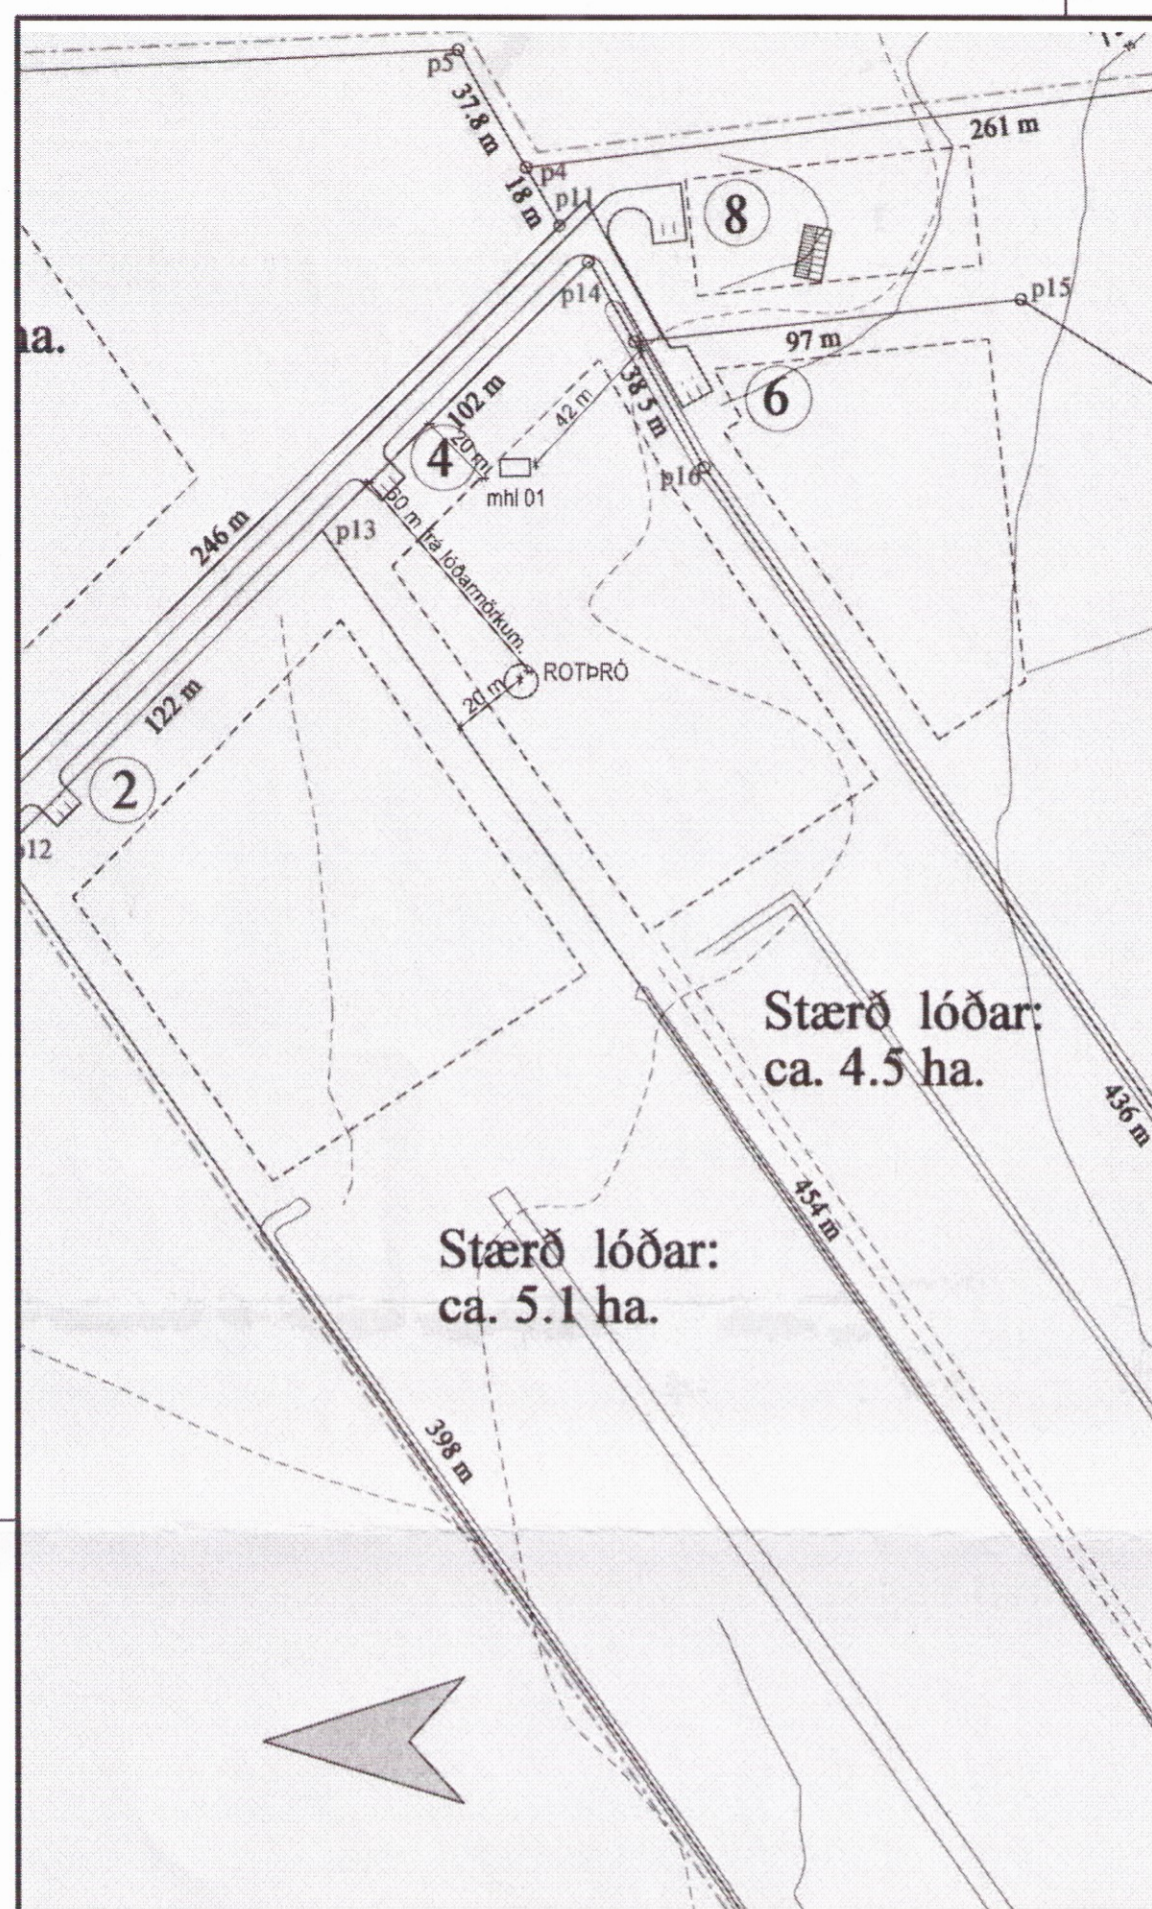 p5
37.8 m
p4
18 m
p11
261 m
8
p14
p15
97 m
ha.
6
38.5 m
42 m
102 m
20 m
4
mhl 01
p16
246 m
p13
60 m frá lóðarmörkum.
ROTÞRÓ
20 m
122 m
2
p12
Stærð lóðar:
ca. 4.5 ha.
436 m
454 m
Stærð lóðar:
ca. 5.1 ha.
398 m